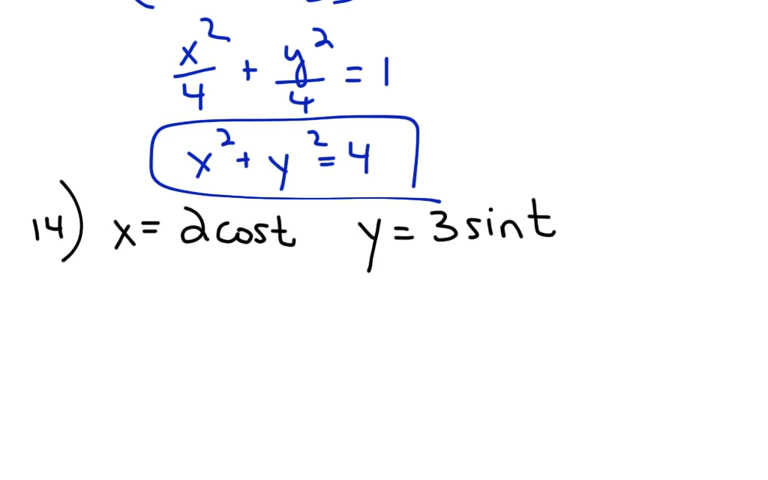 x²/4 + y²/4 = 1
x² + y² = 4
14) x = 2cost y = 3sint